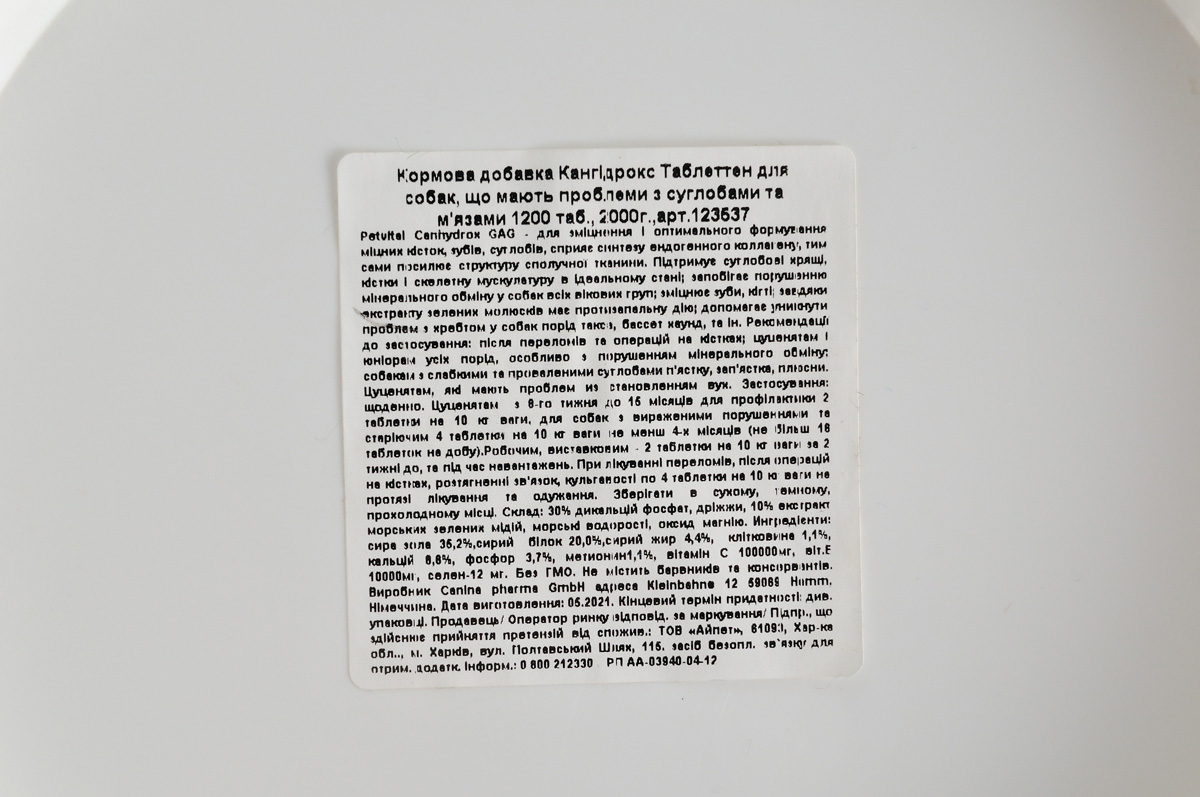 Кормова добавка Кангідрокс Таблеттен для
собак, що мають проблеми з суглобами та
м'язами 1200 таб., 2000г.,арт.123537
Petvital Canhydrox GAG - для зміцнення і оптимального формування
міцних кісток, зубів, суглобів, сприяє синтезу ендогенного коллагену, тим
сами посилює структуру сполучної тканини. Підтримує суглобові хрящі,
кістки і скелетну мускулатуру в ідеальному стані; запобігає порушенню
мінерального обміну у собак всіх вікових груп; зміцнює зуби, кігті; завдяки
екстракту зелених молюсків має протизапальну дію; допомагає уникнути
проблем з хребтом у собак порід такса, бассет хаунд, та ін. Рекомендації
до застосування: після переломів та операцій на кістках; цуценятам і
юніорам усіх порід, особливо з порушенням мінерального обміну;
собакам з слабкими та проваленими суглобами п'ястку, зап'ястка, плюсни.
Цуценятам, які мають проблем из становленням вух. Застосування:
щоденно. Цуценятам з 6-го тижня до 15 місяців для профілактики 2
таблетки на 10 кг ваги, для собак з вираженими порушеннями та
старіючим 4 таблетки на 10 кг ваги не менш 4-х місяців (не більш 16
таблеток на добу).Робочим, виставковим - 2 таблетки на 10 кг ваги за 2
тижні до, та під час навантажень. При лікуванні переломів, після операцій
на кістках, розтягненні зв'язок, кульгавості по 4 таблетки на 10 кг ваги на
протязі лікування та одужання. Зберігати в сухому, темному,
прохолодному місці. Склад: 30% дикальцій фосфат, дріжжи, 10% екстракт
морських зелених мідій, морські водорості, оксид магнію. Ингредіенти:
сира зола 35,2%,сирий білок 20,0%,сирий жир 4,4%, клітковина 1,1%,
кальцій 8,8%, фосфор 3,7%, метионин1,1%, вітамін С 100000мг, віт.Е
10000мг, селен-12 мг. Без ГМО. Не містить барвників та консервантів.
Виробник Canina pharma GmbH адреса Kleinbahne 12 59069 Hamm,
Німеччина. Дата виготовлення: 05.2021. Кінцевий термін придатності: див.
упаковці. Продавець/ Оператор ринку відповід. за маркування/ Підпр., що
здійснює прийняття претензій від спожив.: ТОВ «Айпет», 61093, Хар-ка
обл.., м. Харків, вул. Полтавський Шлях, 115. засіб безопл. зв'язку для
отрим. додатк. інформ.: 0 800 212330 РП АА-03940-04-12